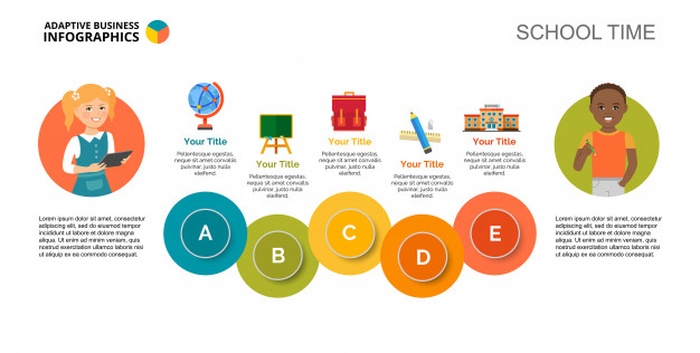 ADAPTIVE BUSINESS
INFOGRAPHICS
SCHOOL TIME
Your Title
Pellentesque egestas,
neque sit amet convallis
pulvinar, justo nulla
eleifend.
Your Title
Pellentesque egestas,
neque sit amet convallis
pulvinar, justo nulla
eleifend.
Your Title
Pellentesque egestas,
neque sit amet convallis
pulvinar, justo nulla
eleifend.
Your Title
Pellentesque egestas,
neque sit amet convallis
pulvinar, justo nulla
eleifend.
Your Title
Pellentesque egestas,
neque sit amet convallis
pulvinar, justo nulla
eleifend.
Lorem ipsum dolor sit amet, consectetur
adipiscing elit, sed do eiusmod tempor
incididunt ut labore et dolore magna
aliqua. Ut enim ad minim veniam, quis
nostrud exercitation ullamco laboris nisi
ut aliquip ex ea commodo consequat.
A
B
C
D
E
Lorem ipsum dolor sit amet, consectetur
adipiscing elit, sed do eiusmod tempor
incididunt ut labore et dolore magna
aliqua. Ut enim ad minim veniam, quis
nostrud exercitation ullamco laboris nisi
ut aliquip ex ea commodo consequat.